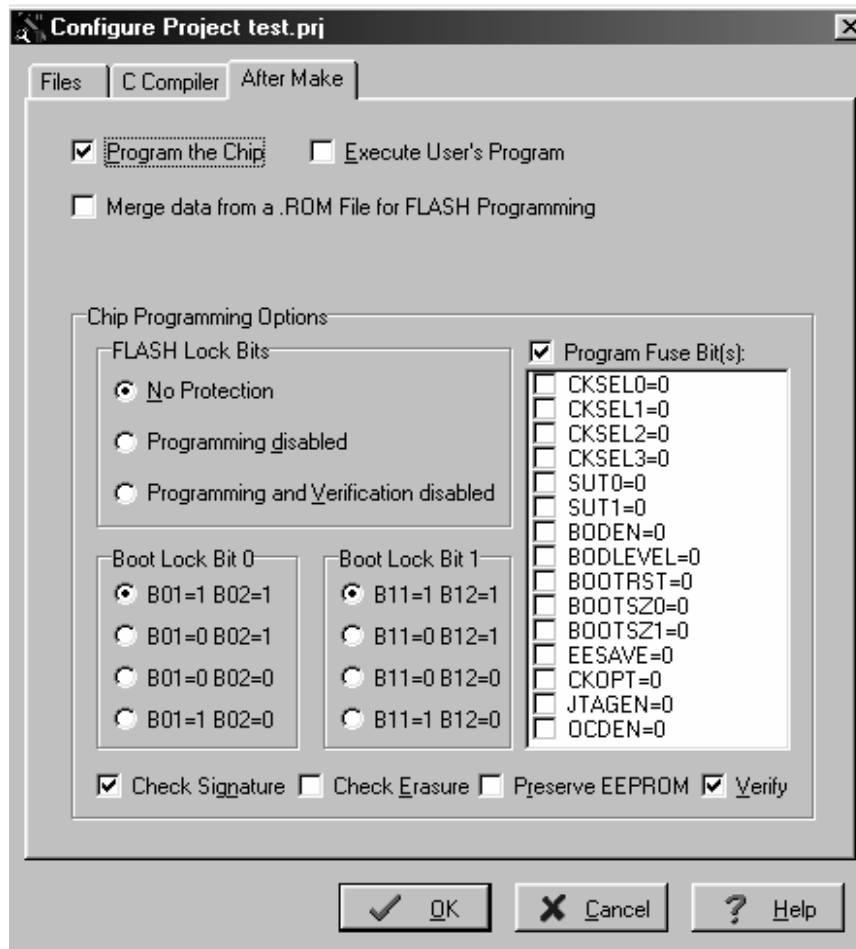 Configure Project test.prj
Files C Compiler After Make
Program the Chip Execute User's Program
Merge data from a .ROM File for FLASH Programming
Chip Programming Options
FLASH Lock Bits
No Protection
Programming disabled
Programming and Verification disabled
Boot Lock Bit 0
B01=1 B02=1
B01=0 B02=1
B01=0 B02=0
B01=1 B02=0
Boot Lock Bit 1
B11=1 B12=1
B11=0 B12=1
B11=0 B12=0
B11=1 B12=0
Program Fuse Bit(s):
CKSEL0=0
CKSEL1=0
CKSEL2=0
CKSEL3=0
SUT0=0
SUT1=0
BODEN=0
BODLEVEL=0
BOOTRST=0
BOOTSZ0=0
BOOTSZ1=0
EESAVE=0
CKOPT=0
JTAGEN=0
OCDEN=0
Check Signature Check Erasure Preserve EEPROM Verify
OK Cancel Help